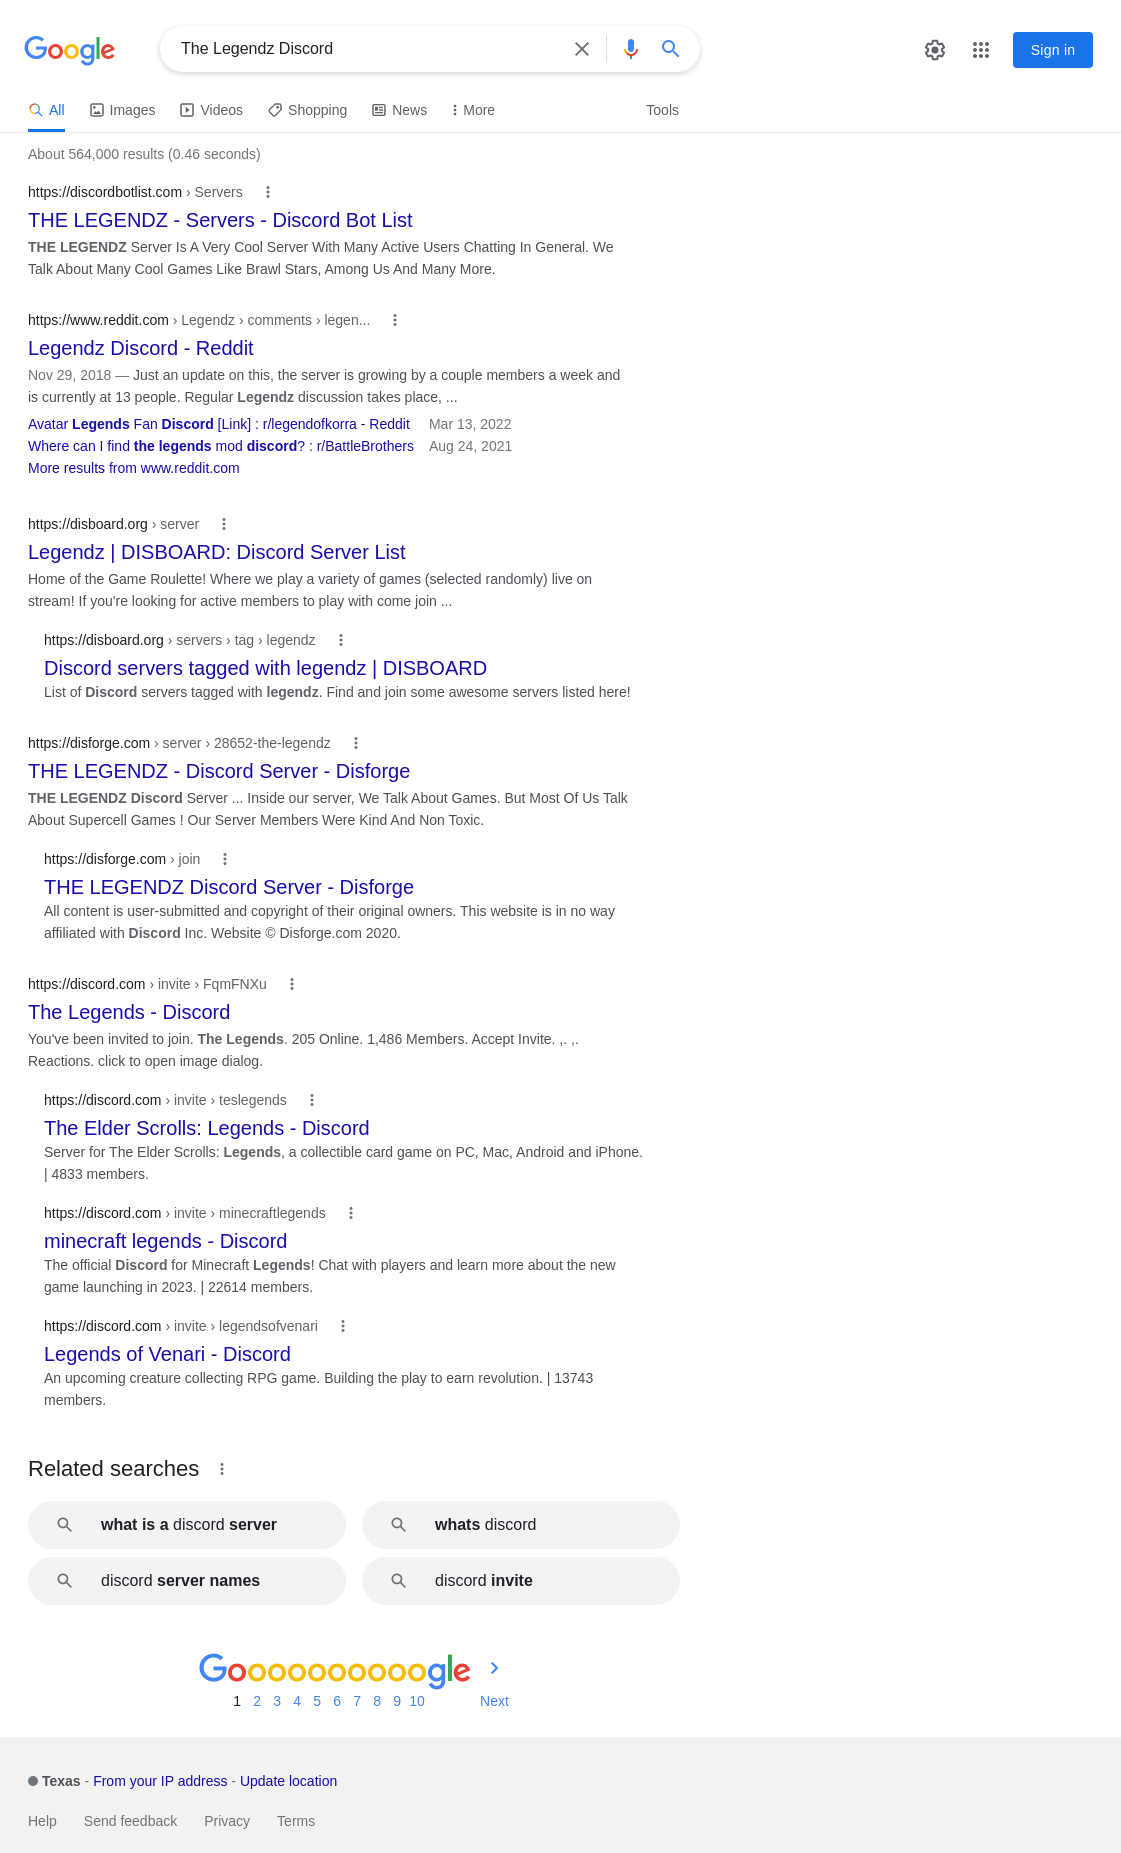 Google
The Legendz Discord
Sign in
All Images Videos Shopping News More Tools
About 564,000 results (0.46 seconds)
https://discordbotlist.com › Servers
THE LEGENDZ - Servers - Discord Bot List
THE LEGENDZ Server Is A Very Cool Server With Many Active Users Chatting In General. We
Talk About Many Cool Games Like Brawl Stars, Among Us And Many More.
https://www.reddit.com › Legendz › comments › legen...
Legendz Discord - Reddit
Nov 29, 2018 — Just an update on this, the server is growing by a couple members a week and
is currently at 13 people. Regular Legendz discussion takes place, ...
Avatar Legends Fan Discord [Link] : r/legendofkorra - Reddit Mar 13, 2022
Where can I find the legends mod discord? : r/BattleBrothers Aug 24, 2021
More results from www.reddit.com
https://disboard.org › server
Legendz | DISBOARD: Discord Server List
Home of the Game Roulette! Where we play a variety of games (selected randomly) live on
stream! If you're looking for active members to play with come join ...
https://disboard.org › servers › tag › legendz
Discord servers tagged with legendz | DISBOARD
List of Discord servers tagged with legendz. Find and join some awesome servers listed here!
https://disforge.com › server › 28652-the-legendz
THE LEGENDZ - Discord Server - Disforge
THE LEGENDZ Discord Server ... Inside our server, We Talk About Games. But Most Of Us Talk
About Supercell Games ! Our Server Members Were Kind And Non Toxic.
https://disforge.com › join
THE LEGENDZ Discord Server - Disforge
All content is user-submitted and copyright of their original owners. This website is in no way
affiliated with Discord Inc. Website © Disforge.com 2020.
https://discord.com › invite › FqmFNXu
The Legends - Discord
You've been invited to join. The Legends. 205 Online. 1,486 Members. Accept Invite. ,. ,.
Reactions. click to open image dialog.
https://discord.com › invite › teslegends
The Elder Scrolls: Legends - Discord
Server for The Elder Scrolls: Legends, a collectible card game on PC, Mac, Android and iPhone.
| 4833 members.
https://discord.com › invite › minecraftlegends
minecraft legends - Discord
The official Discord for Minecraft Legends! Chat with players and learn more about the new
game launching in 2023. | 22614 members.
https://discord.com › invite › legendsofvenari
Legends of Venari - Discord
An upcoming creature collecting RPG game. Building the play to earn revolution. | 13743
members.
Related searches
what is a discord server
whats discord
discord server names
discord invite
Goooooooooogle
1 2 3 4 5 6 7 8 9 10 Next
Texas - From your IP address - Update location
Help Send feedback Privacy Terms